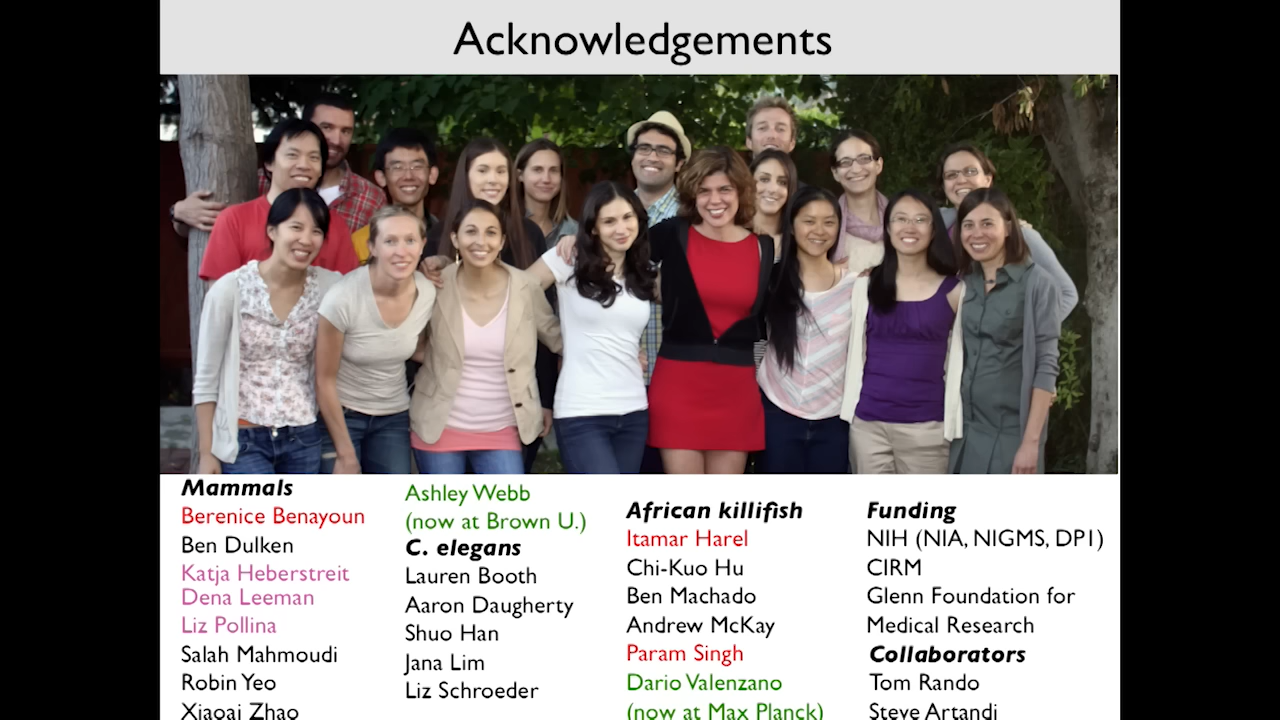 Acknowledgements
Mammals
Berenice Benayoun
Ben Dulken
Katja Heberstreit
Dena Leeman
Liz Pollina
Salah Mahmoudi
Robin Yeo
Xiaoai Zhao
Ashley Webb
(now at Brown U.)
C. elegans
Lauren Booth
Aaron Daugherty
Shuo Han
Jana Lim
Liz Schroeder
African killifish
Itamar Harel
Chi-Kuo Hu
Ben Machado
Andrew McKay
Param Singh
Dario Valenzano
(now at Max Planck)
Funding
NIH (NIA, NIGMS, DP1)
CIRM
Glenn Foundation for
Medical Research
Collaborators
Tom Rando
Steve Artandi